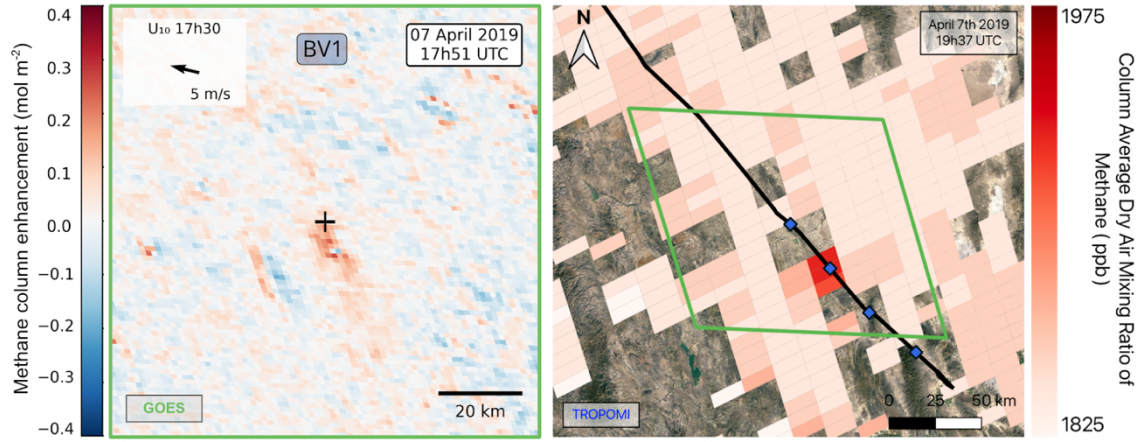 Methane column enhancement (mol m⁻²)
0.4
0.3
0.2
0.1
0.0
−0.1
−0.2
−0.3
−0.4
U₁₀ 17h30
5 m/s
BV1
07 April 2019
17h51 UTC
GOES
20 km
N
April 7th 2019
19h37 UTC
TROPOMI
0 25 50 km
1975
1825
Column Average Dry Air Mixing Ratio of
Methane (ppb)